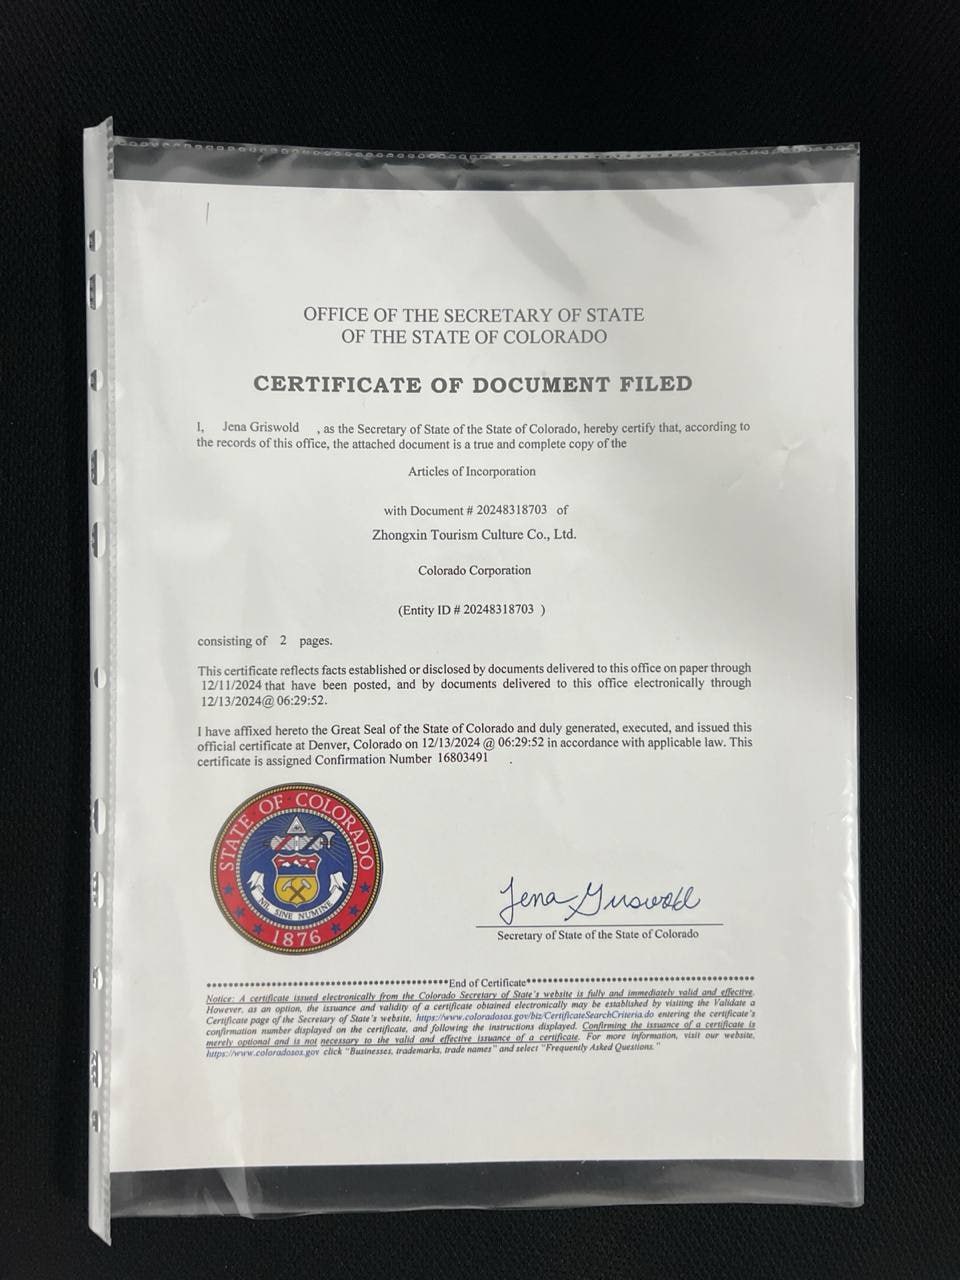 OFFICE OF THE SECRETARY OF STATE
OF THE STATE OF COLORADO
CERTIFICATE OF DOCUMENT FILED
I, Jena Griswold , as the Secretary of State of the State of Colorado, hereby certify that, according to
the records of this office, the attached document is a true and complete copy of the
Articles of Incorporation
with Document # 20248318703 of
Zhongxin Tourism Culture Co., Ltd.
Colorado Corporation
(Entity ID # 20248318703 )
consisting of 2 pages.
This certificate reflects facts established or disclosed by documents delivered to this office on paper through
12/11/2024 that have been posted, and by documents delivered to this office electronically through
12/13/2024@ 06:29:52.
I have affixed hereto the Great Seal of the State of Colorado and duly generated, executed, and issued this
official certificate at Denver, Colorado on 12/13/2024 @ 06:29:52 in accordance with applicable law. This
certificate is assigned Confirmation Number 16803491 .
STATE OF COLORADO
NIL SINE NUMINE
1876
Jena Griswold
Secretary of State of the State of Colorado
End of Certificate
Notice: A certificate issued electronically from the Colorado Secretary of State's website is fully and immediately valid and effective.
However, as an option, the issuance and validity of a certificate obtained electronically may be established by visiting the Validate a
Certificate page of the Secretary of State's website, https://www.coloradosos.gov/biz/CertificateSearchCriteria.do entering the certificate's
confirmation number displayed on the certificate, and following the instructions displayed. Confirming the issuance of a certificate is
merely optional and is not necessary to the valid and effective issuance of a certificate. For more information, visit our website,
https://www.coloradosos.gov click "Businesses, trademarks, trade names" and select "Frequently Asked Questions."